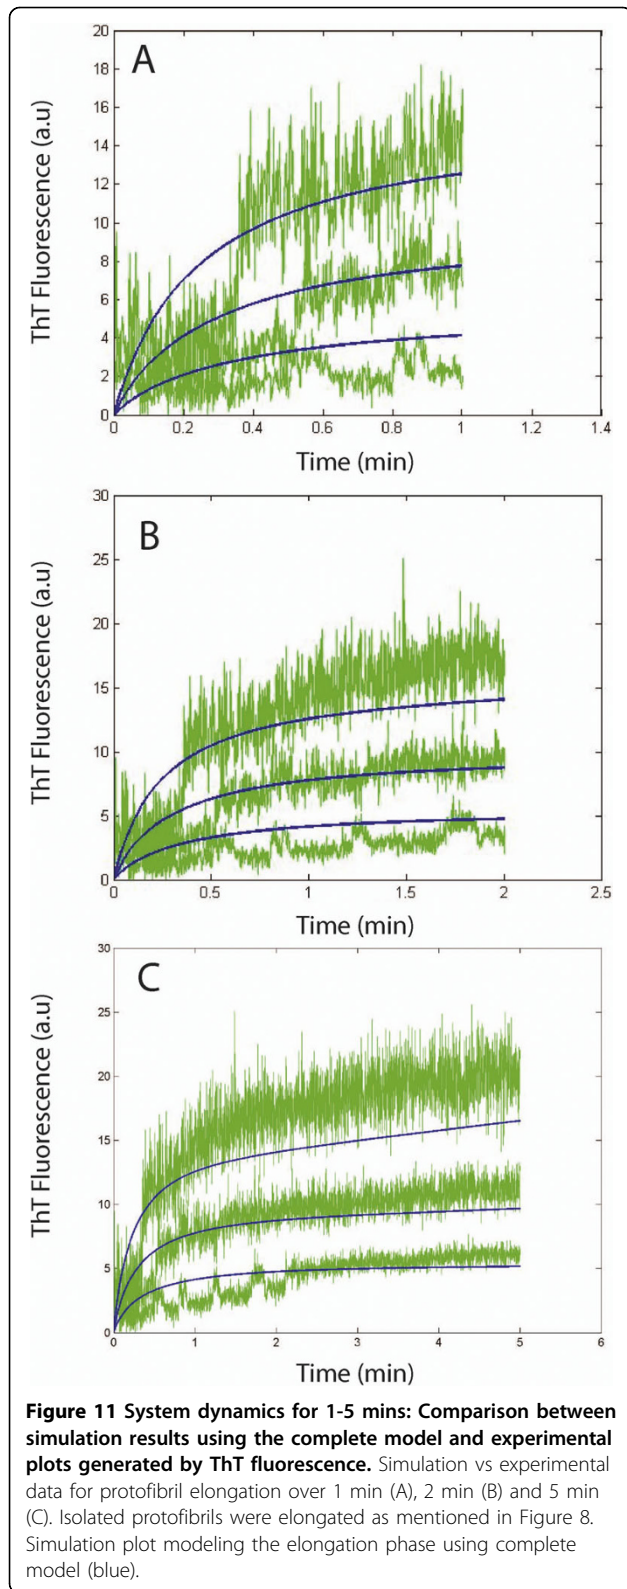 A
ThT Fluorescence (a.u)
20
18
16
14
12
10
8
6
4
2
0
0 0.2 0.4 0.6 0.8 1 1.2 1.4
Time (min)
B
ThT Fluorescence (a.u)
30
25
20
15
10
5
0
0 0.5 1 1.5 2 2.5
Time (min)
C
ThT Fluorescence (a.u)
30
25
20
15
10
5
0
0 1 2 3 4 5 6
Time (min)
Figure 11 System dynamics for 1-5 mins: Comparison between
simulation results using the complete model and experimental
plots generated by ThT fluorescence. Simulation vs experimental
data for protofibril elongation over 1 min (A), 2 min (B) and 5 min
(C). Isolated protofibrils were elongated as mentioned in Figure 8.
Simulation plot modeling the elongation phase using complete
model (blue).